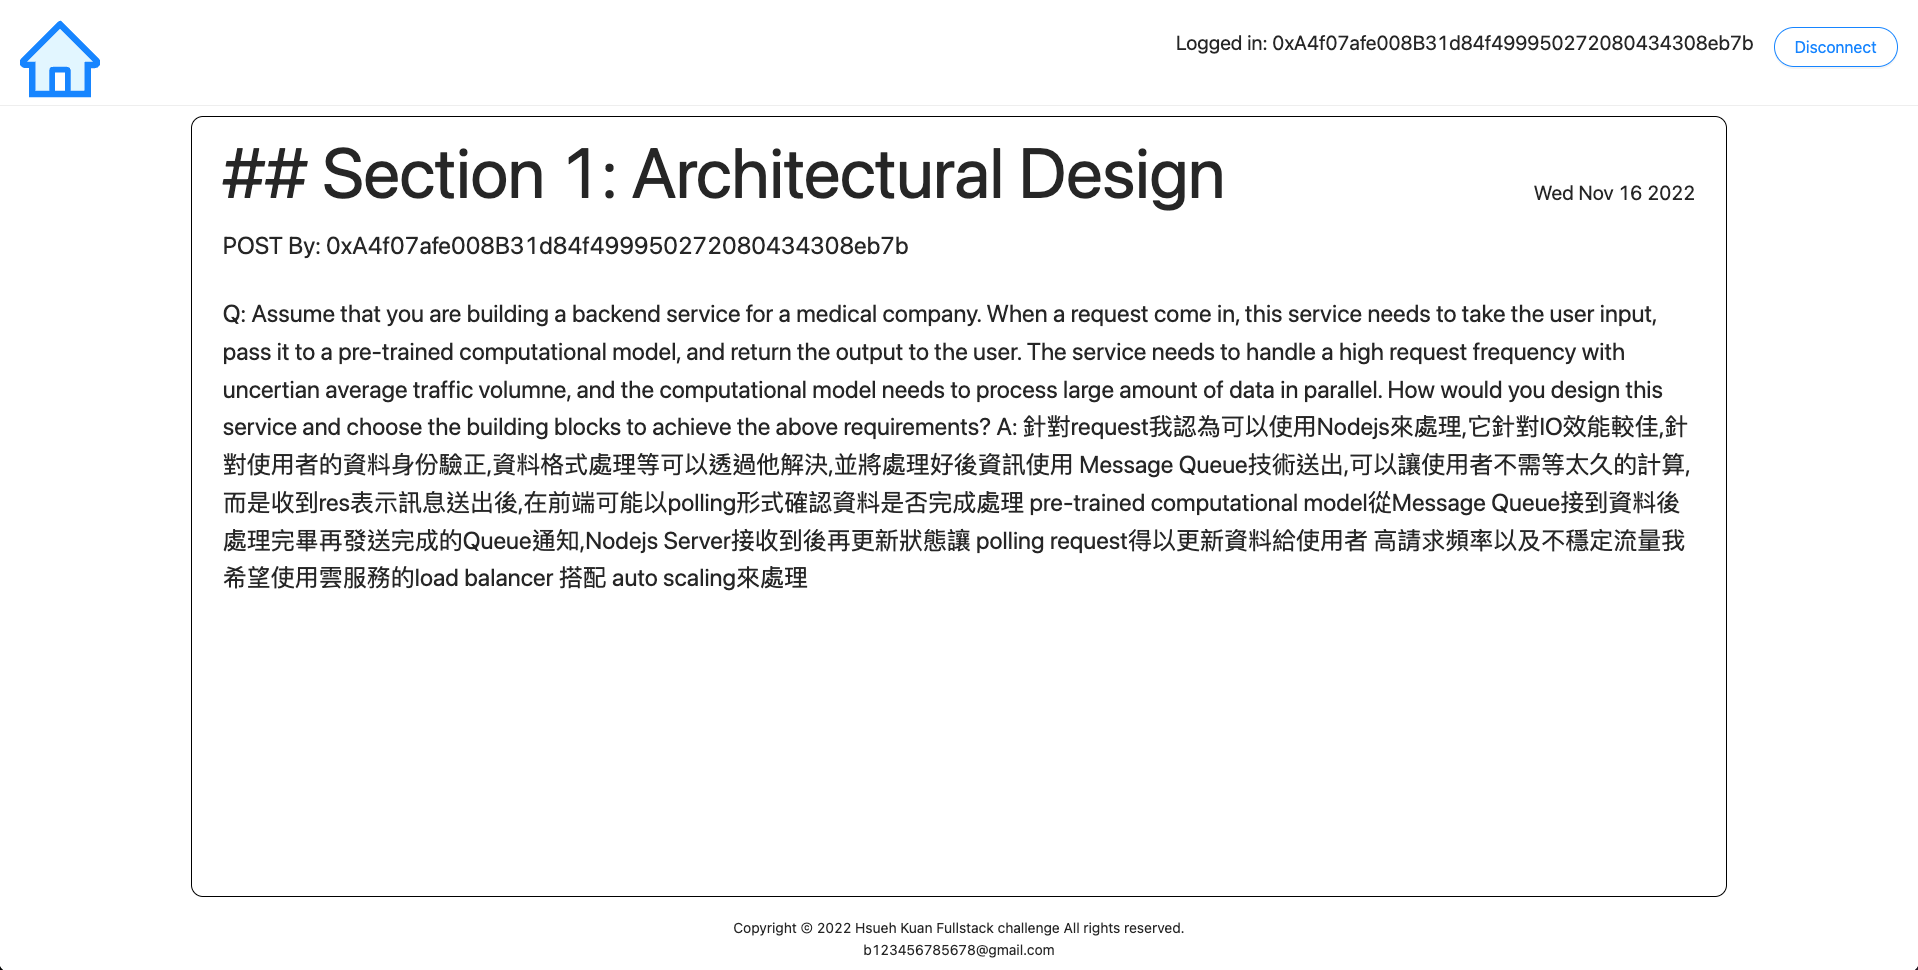 Logged in: 0xA4f07afe008B31d84f499950272080434308eb7b
Disconnect
## Section 1: Architectural Design
Wed Nov 16 2022
POST By: 0xA4f07afe008B31d84f499950272080434308eb7b
Q: Assume that you are building a backend service for a medical company. When a request come in, this service needs to take the user input,
pass it to a pre-trained computational model, and return the output to the user. The service needs to handle a high request frequency with
uncertian average traffic volumne, and the computational model needs to process large amount of data in parallel. How would you design this
service and choose the building blocks to achieve the above requirements? A: 針對request我認為可以使用Nodejs來處理,它針對IO效能較佳,針
對使用者的資料身份驗正,資料格式處理等可以透過他解決,並將處理好後資訊使用 Message Queue技術送出,可以讓使用者不需等太久的計算,
而是收到res表示訊息送出後,在前端可能以polling形式確認資料是否完成處理 pre-trained computational model從Message Queue接到資料後
處理完畢再發送完成的Queue通知,Nodejs Server接收到後再更新狀態讓 polling request得以更新資料給使用者 高請求頻率以及不穩定流量我
希望使用雲服務的load balancer 搭配 auto scaling來處理
Copyright © 2022 Hsueh Kuan Fullstack challenge All rights reserved.
b123456785678@gmail.com